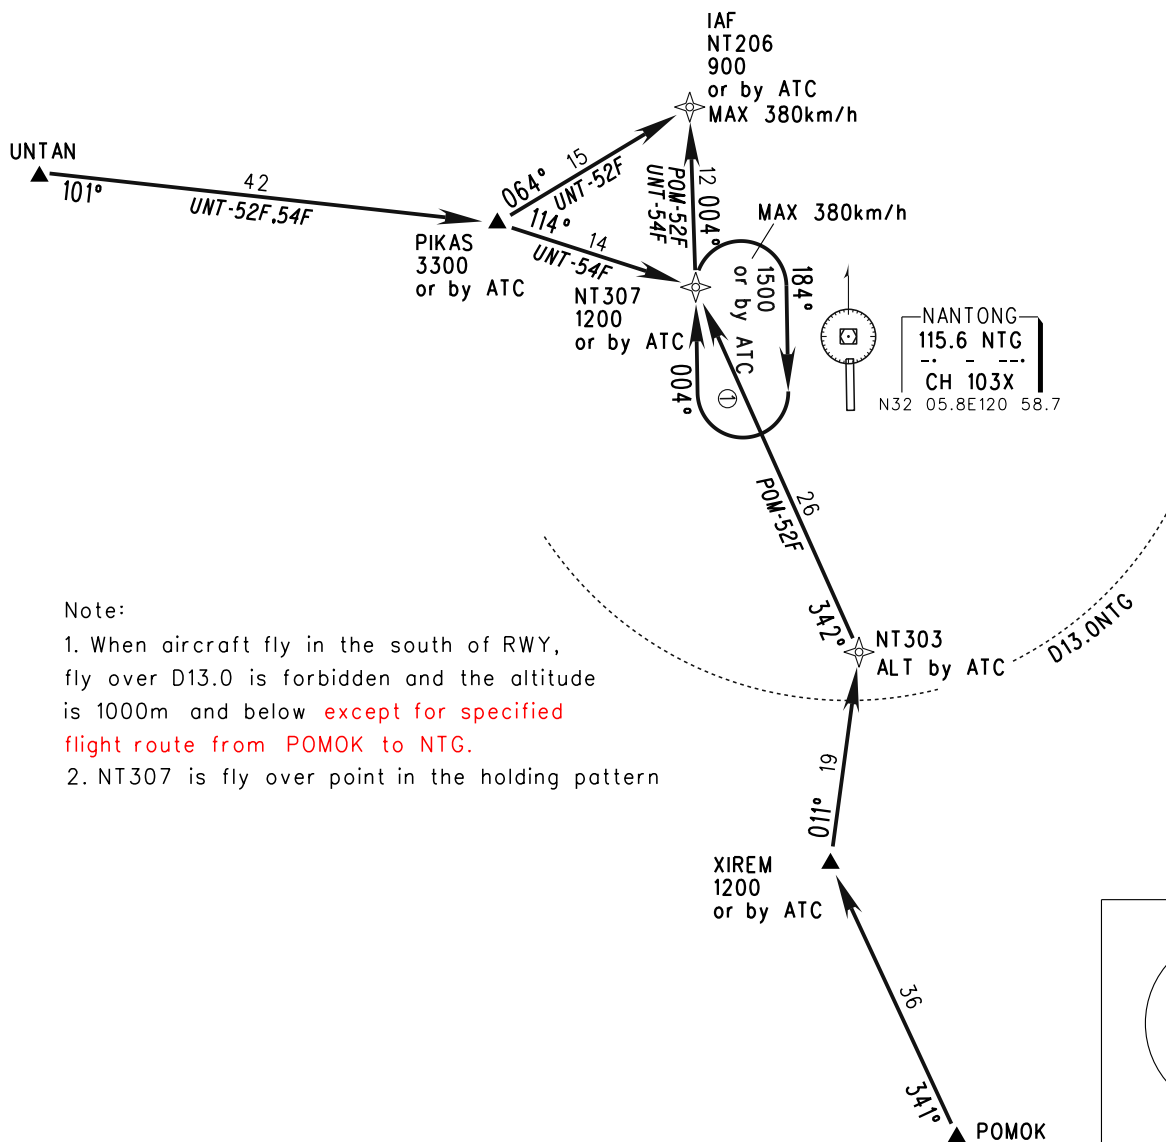 IAF
NT206
900
or by ATC
MAX 380km/h
UNTAN
101°
42
UNT-52F,54F
064°
15
UNT-52F
114°
14
UNT-54F
PIKAS
3300
or by ATC
12 004°
POM-52F
UNT-54F
MAX 380km/h
184°
1500
or by ATC
NT307
1200
or by ATC
004°
1
NANTONG
115.6 NTG
-· - --·
CH 103X
N32 05.8E120 58.7
26
POM-52F
342°
NT303
ALT by ATC
D13.0NTG
Note:
1. When aircraft fly in the south of RWY,
fly over D13.0 is forbidden and the altitude
is 1000m and below except for specified
flight route from POMOK to NTG.
2. NT307 is fly over point in the holding pattern
19
011°
XIREM
1200
or by ATC
36
341°
POMOK